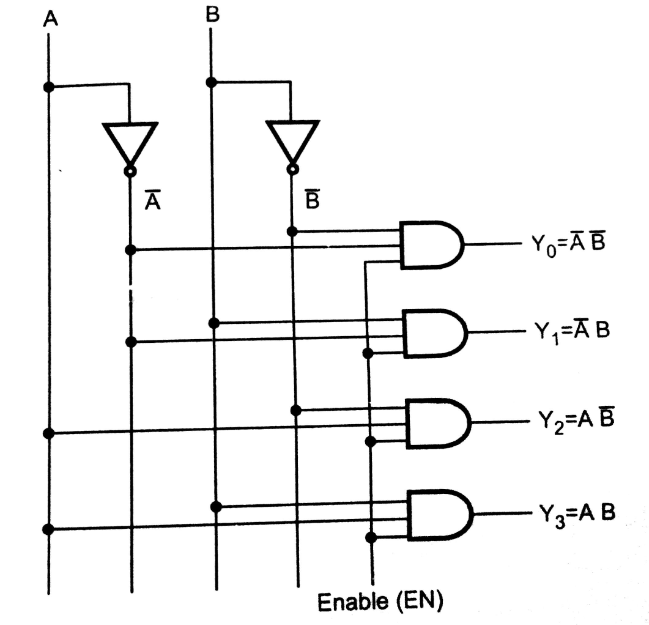 A
B
A̅
B̅
Y₀=A̅ B̅
Y₁=A̅ B
Y₂=A B̅
Y₃=A B
Enable (EN)